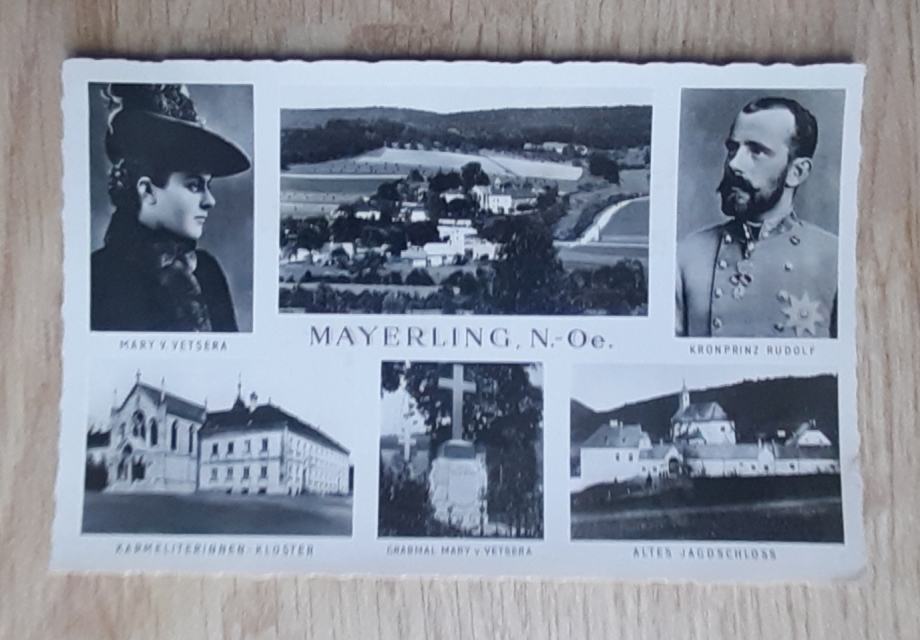 MARY V. VETSERA
MAYERLING, N.-Oe.
KRONPRINZ RUDOLF
KARMELITERINNEN-KLOSTER
GRABMAL MARY v VETSERA
ALTES JAGDSCHLOSS